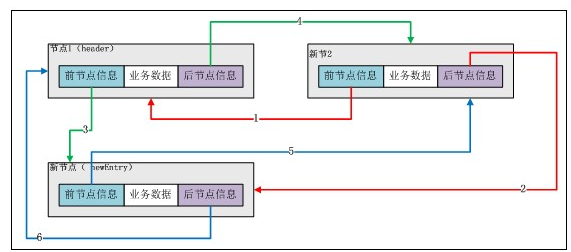 4
节点1（header）
新节2
前节点信息 业务数据 后节点信息
前节点信息 业务数据 后节点信息
1
3
5
新节点（ newEntry）
前节点信息 业务数据 后节点信息
2
6